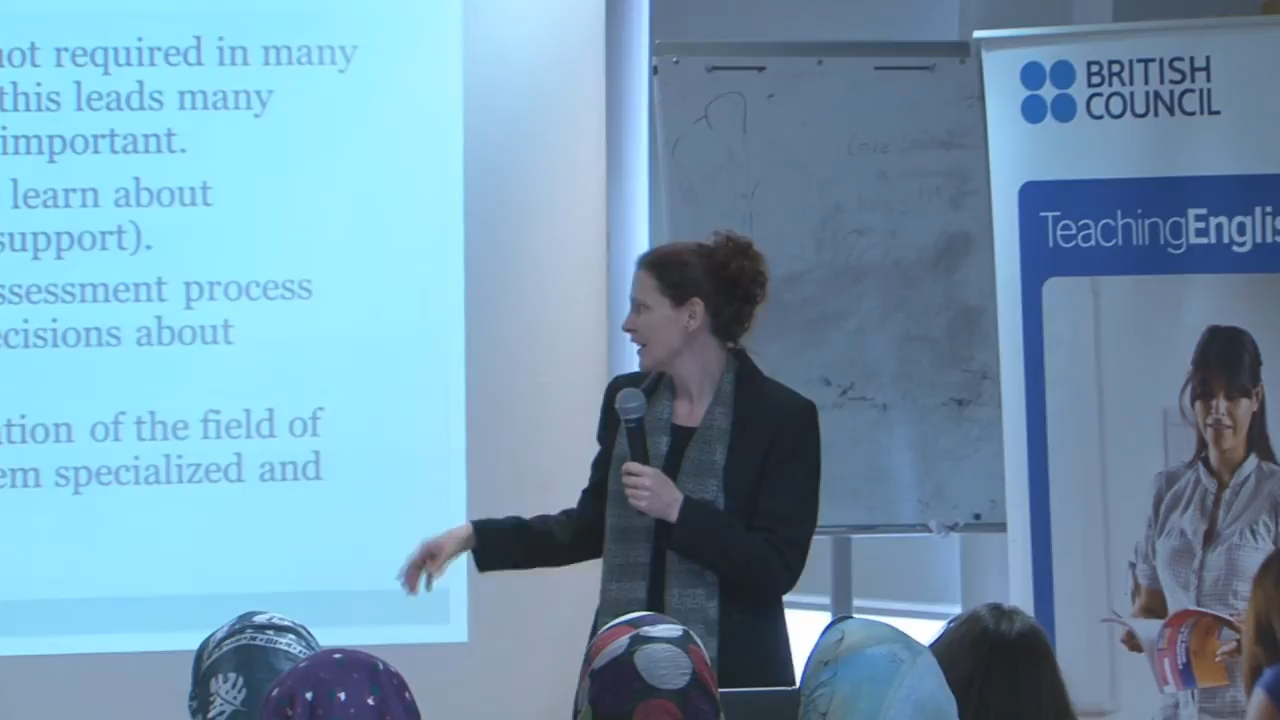 not required in many
this leads many
important.
learn about
support).
ssessment process
ecisions about
ation of the field of
em specialized and
BRITISH
COUNCIL
TeachingEnglis